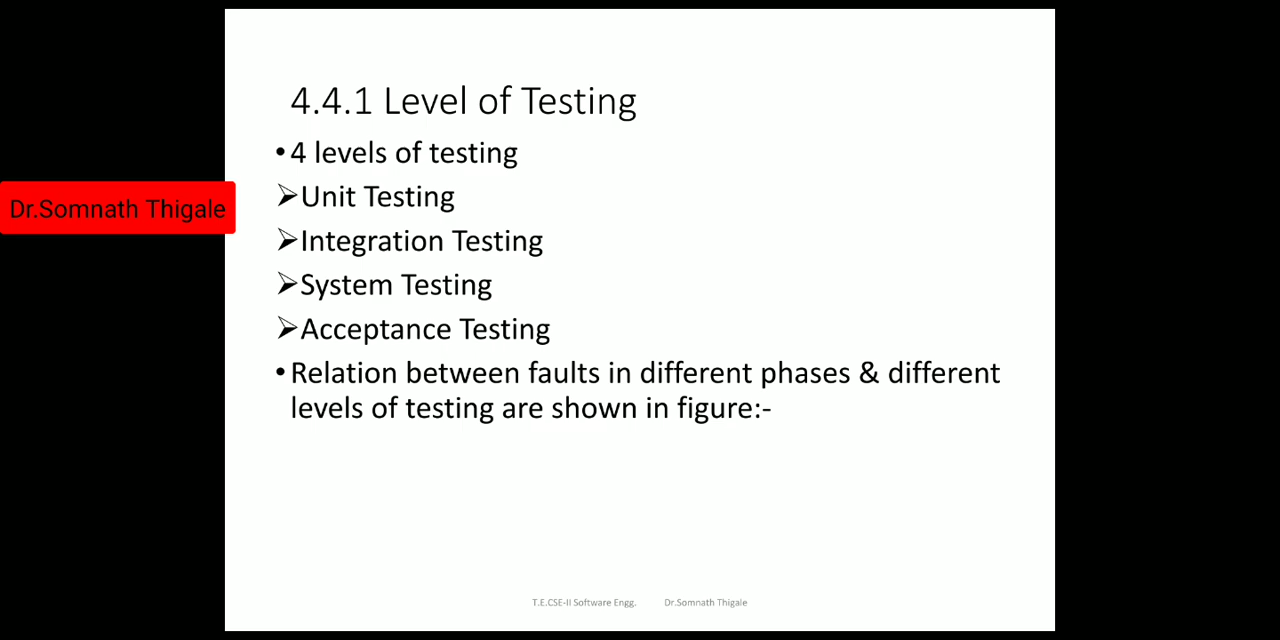 4.4.1 Level of Testing
•4 levels of testing
➢Unit Testing
Dr.Somnath Thigale
➢Integration Testing
➢System Testing
➢Acceptance Testing
•Relation between faults in different phases & different
levels of testing are shown in figure:-
T.E.CSE-II Software Engg. Dr.Somnath Thigale